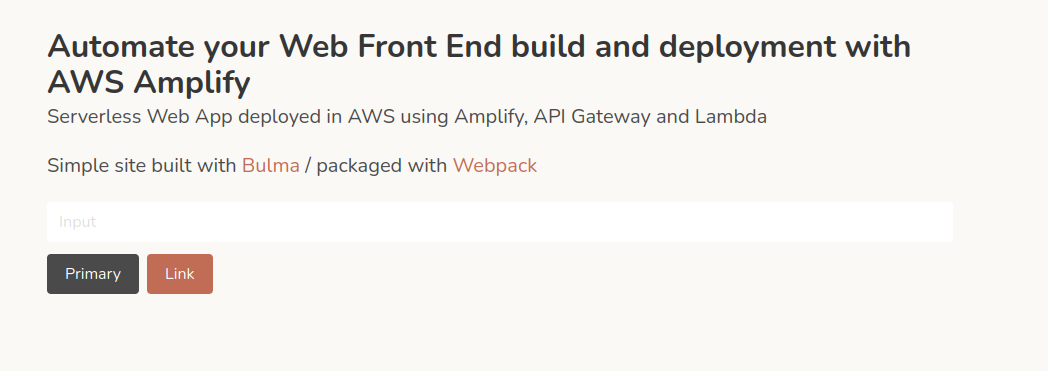 Automate your Web Front End build and deployment with
AWS Amplify
Serverless Web App deployed in AWS using Amplify, API Gateway and Lambda
Simple site built with Bulma / packaged with Webpack
Input
Primary Link